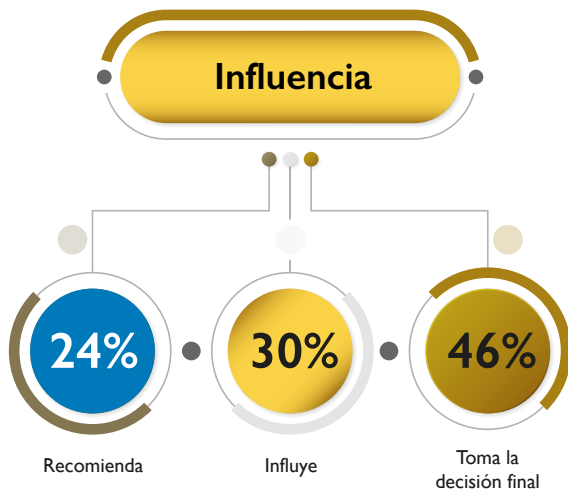 Influencia
24%
30%
46%
Recomienda
Influye
Toma la
decisión final